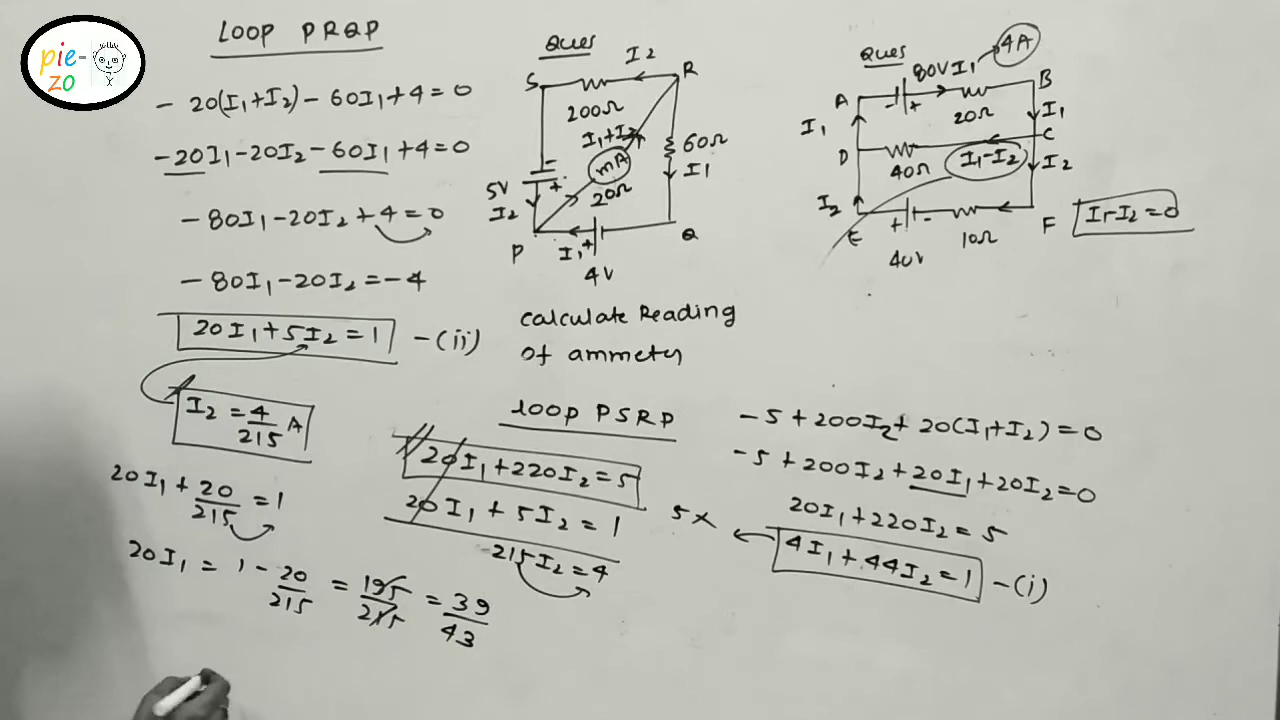 pie-
zo
LOOP PRQP
- 20(I₁+I₂) - 60I₁ + 4 = 0
- 20I₁ - 20I₂ - 60I₁ + 4 = 0
- 80I₁ - 20I₂ + 4 = 0
- 80I₁ - 20I₂ = - 4
20I₁ + 5I₂ = 1 - (ii)
I₂ = 4/215 A
20I₁ + 20/215 = 1
20I₁ = 1 - 20/215 = 195/215 = 39/43
Ques
I₂
S
R
200Ω
I₁+I₂
mA
20Ω
60Ω
I₁
5V
-
+
I₂
P
I₁
+
4V
Q
calculate Reading
of ammeter
Ques
80V
I₁
4A
A
- +
20Ω
B
I₁
I₁
C
D
40Ω
I₁-I₂
I₂
I₂
E
+ -
40V
10Ω
F
I₁-I₂ = 0
LOOP PSRP
20I₁ + 220I₂ = 5
20I₁ + 5I₂ = 1
215I₂ = 4
- 5 + 200I₂ + 20(I₁+I₂) = 0
- 5 + 200I₂ + 20I₁ + 20I₂ = 0
20I₁ + 220I₂ = 5
5 ×
4I₁ + 44I₂ = 1 - (i)